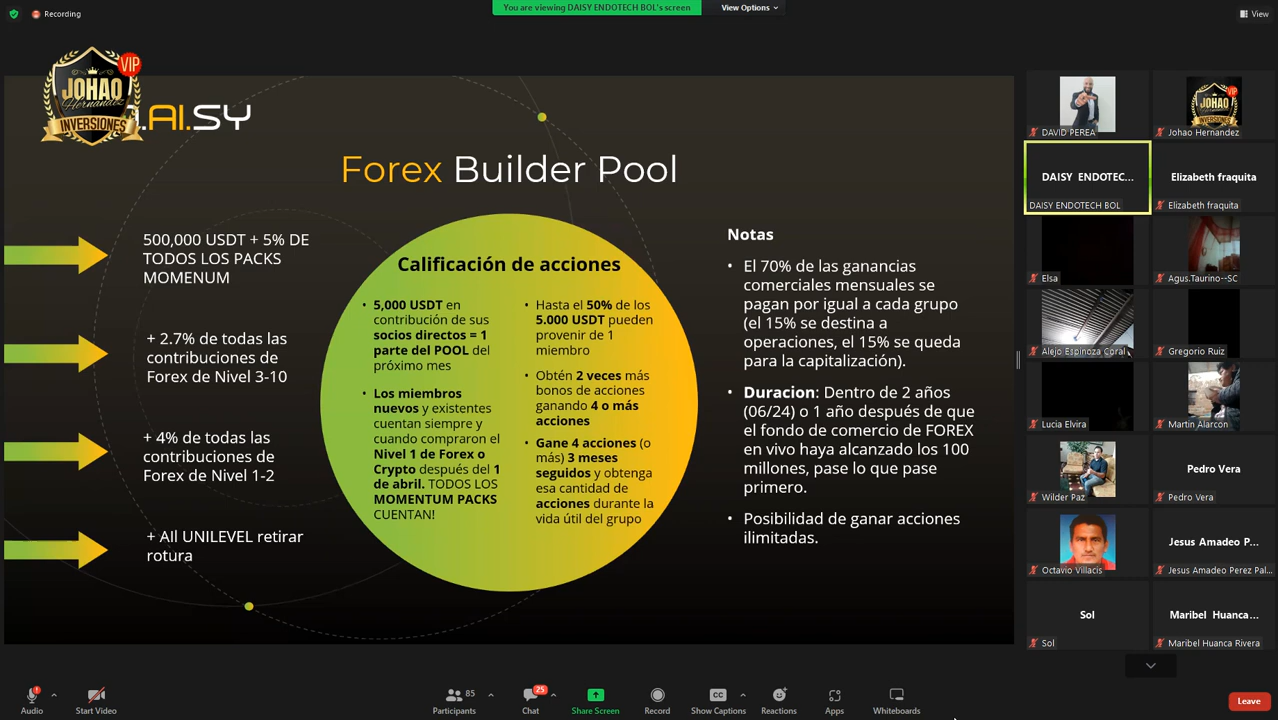 Recording
You are viewing DAISY ENDOTECH BOL's screen
View Options
View
VIP
JOHAO
Hernandez
INVERSIONES
.AI.SY
Forex Builder Pool
500,000 USDT + 5% DE
TODOS LOS PACKS
MOMENUM
+ 2.7% de todas las
contribuciones de
Forex de Nivel 3-10
+ 4% de todas las
contribuciones de
Forex de Nivel 1-2
+ All UNILEVEL retirar
rotura
Calificación de acciones
• 5,000 USDT en
contribución de sus
socios directos = 1
parte del POOL del
próximo mes
• Los miembros
nuevos y existentes
cuentan siempre y
cuando compraron el
Nivel 1 de Forex o
Crypto después del 1
de abril. TODOS LOS
MOMENTUM PACKS
CUENTAN!
• Hasta el 50% de los
5.000 USDT pueden
provenir de 1
miembro
• Obtén 2 veces más
bonos de acciones
ganando 4 o más
acciones
• Gane 4 acciones (o
más) 3 meses
seguidos y obtenga
esa cantidad de
acciones durante la
vida útil del grupo
Notas
• El 70% de las ganancias
comerciales mensuales se
pagan por igual a cada grupo
(el 15% se destina a
operaciones, el 15% se queda
para la capitalización).
• Duracion: Dentro de 2 años
(06/24) o 1 año después de que
el fondo de comercio de FOREX
en vivo haya alcanzado los 100
millones, pase lo que pase
primero.
• Posibilidad de ganar acciones
ilimitadas.
DAVID PEREA
VIP
JOHAO
Hernandez
INVERSIONES
Johao Hernandez
DAISY ENDOTEC...
DAISY ENDOTECH BOL
Elizabeth fraquita
Elizabeth fraquita
Elsa
Agus.Taurino--SC
Alejo Espinoza Coral
Gregorio Ruiz
Lucia Elvira
Martin Alarcon
Wilder Paz
Pedro Vera
Pedro Vera
Octavio Villacis
Jesus Amadeo P...
Jesus Amadeo Perez Pal...
Sol
Sol
Maribel Huanca...
Maribel Huanca Rivera
Audio
Start Video
85
Participants
25
Chat
Share Screen
Record
CC
Show Captions
Reactions
Apps
Whiteboards
Leave